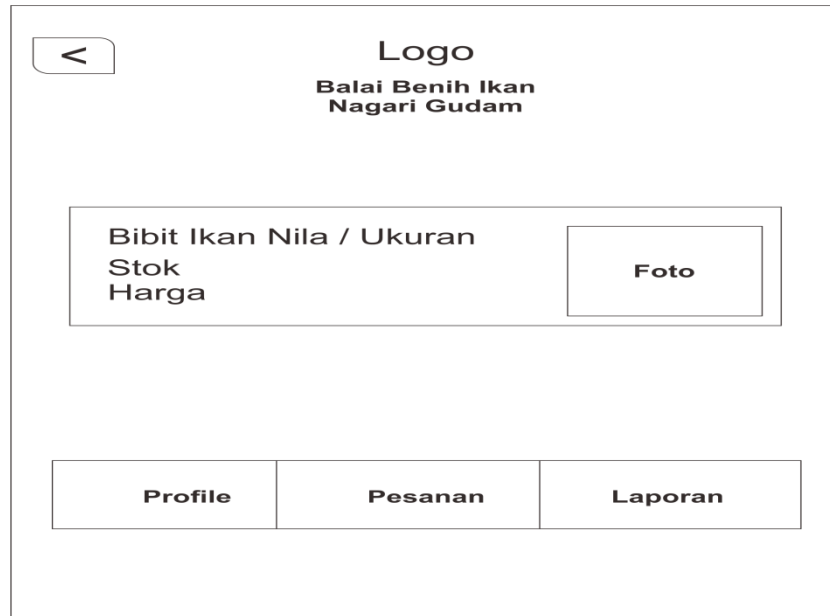 <
Logo
Balai Benih Ikan
Nagari Gudam
Bibit Ikan Nila / Ukuran
Stok
Harga
Foto
Profile
Pesanan
Laporan